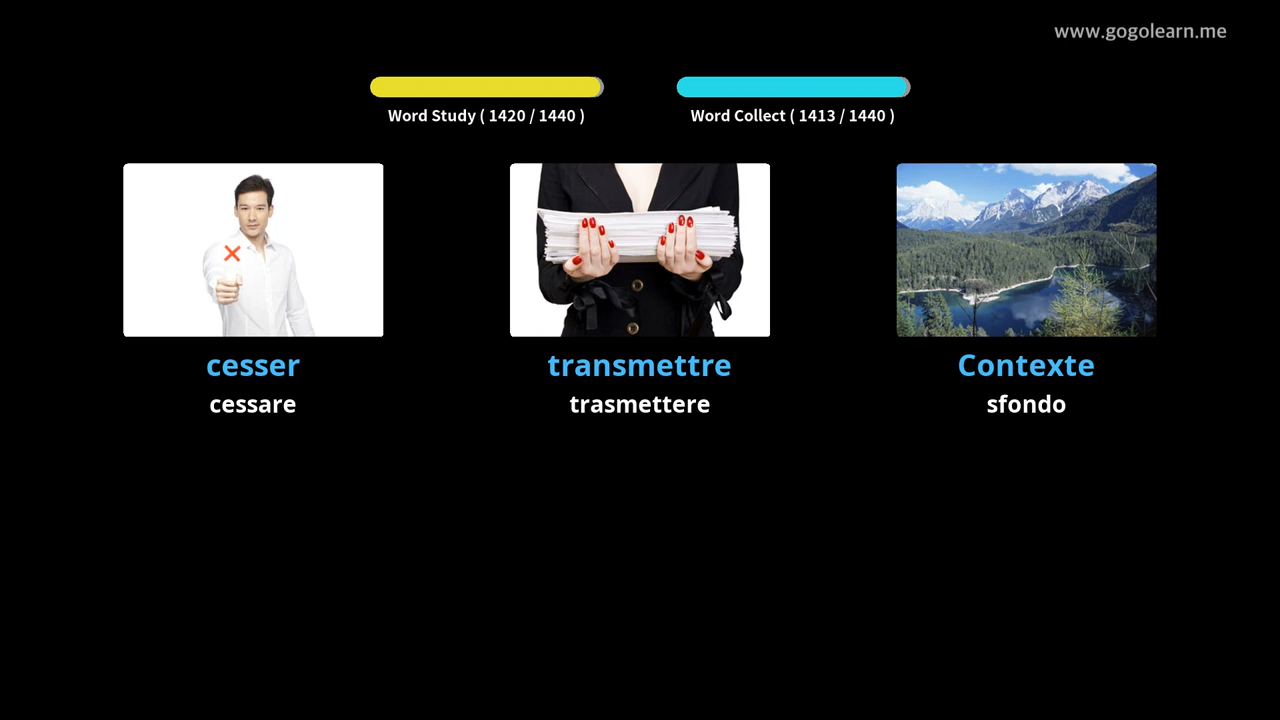 www.gogolearn.me
Word Study ( 1420 / 1440 )
Word Collect ( 1413 / 1440 )
cesser
cessare
transmettre
trasmettere
Contexte
sfondo